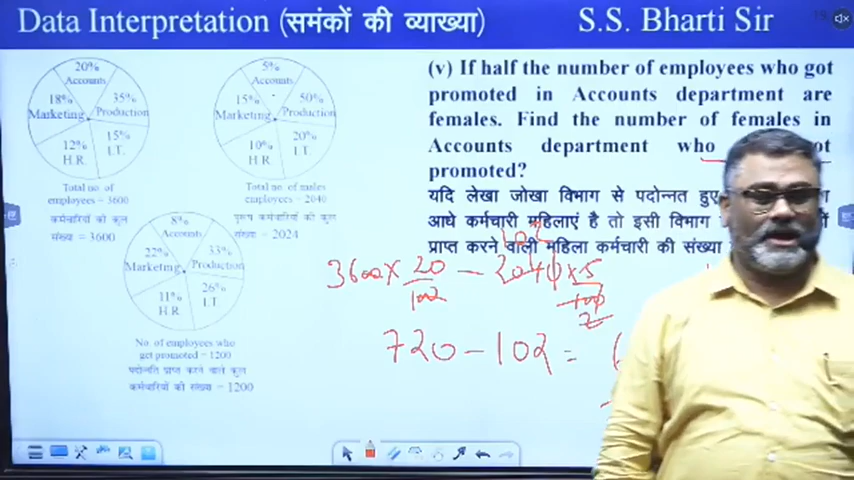 Data Interpretation (समंकों की व्याख्या)
S.S. Bharti Sir
20%
Accounts
18%
Marketing
35%
Production
12%
H.R.
15%
I.T.
Total no. of
employees = 3600
कर्मचारियों की कुल
संख्या = 3600
5%
Accounts
15%
Marketing
50%
Production
10%
H.R.
20%
I.T.
Total no. of males
employees = 2040
पुरुष कर्मचारियों की कुल
संख्या = 2024
8%
Accounts
22%
Marketing
33%
Production
11%
H.R.
26%
I.T.
No. of employees who
get promoted = 1200
पदोन्नति प्राप्त करने वाले कुल
कर्मचारियों की संख्या = 1200
(v) If half the number of employees who got
promoted in Accounts department are
females. Find the number of females in
Accounts department who
promoted?
यदि लेखा जोखा विभाग से पदोन्नत हुए
आधे कर्मचारी महिलाएं है तो इसी विभाग
प्राप्त करने वाली महिला कर्मचारी की संख्या
102
3600 × 20/100 − 2040 × 5/100
2
720 − 102 =